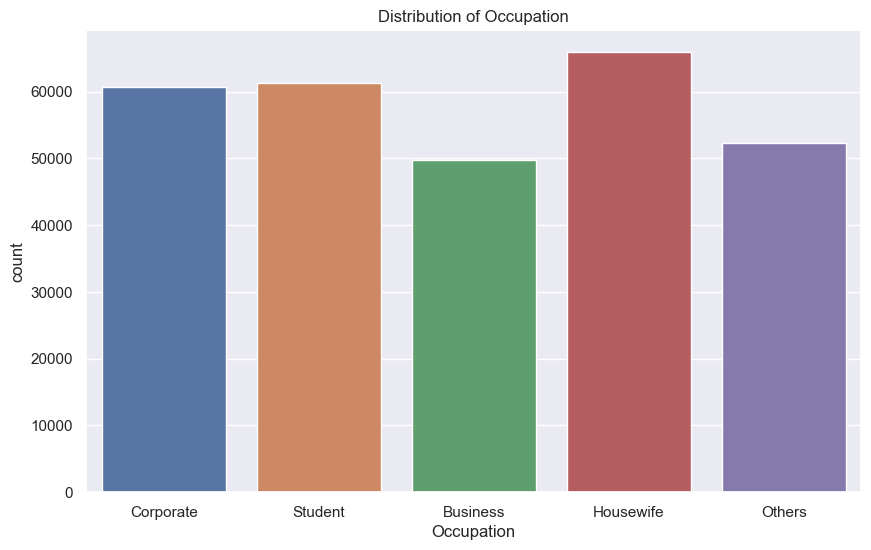 Distribution of Occupation
count
60000
50000
40000
30000
20000
10000
0
Corporate Student Business Housewife Others
Occupation